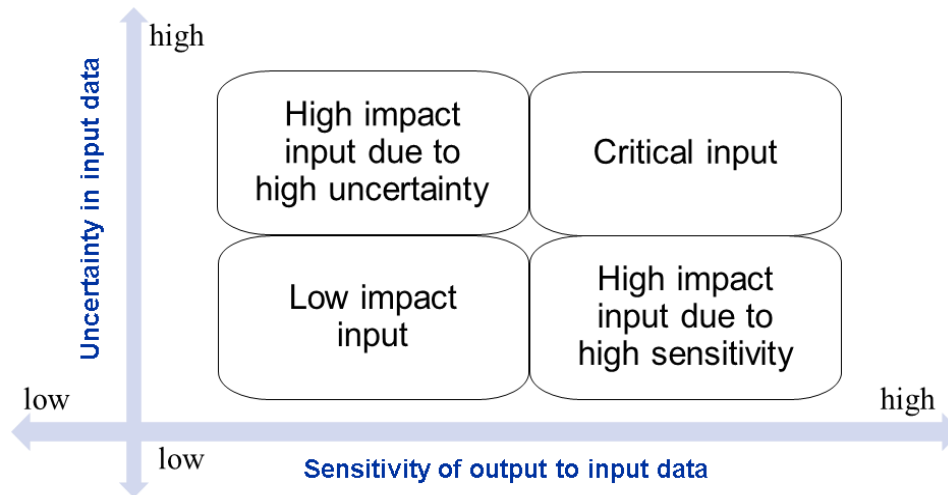 high
Uncertainty in input data
High impact
input due to
high uncertainty
Critical input
Low impact
input
High impact
input due to
high sensitivity
low
high
low
Sensitivity of output to input data